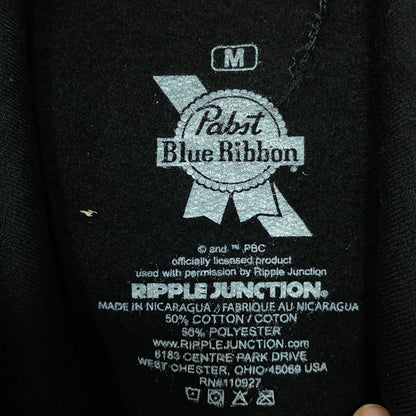 M
Pabst
Blue Ribbon®
© and ™ PBC
officially licensed product
used with permission by Ripple Junction
RIPPLE JUNCTION®
MADE IN NICARAGUA / FABRIQUE AU NICARAGUA
50% COTTON / COTON
50% POLYESTER
www.RIPPLEJUNCTION.com
6183 CENTRE PARK DRIVE
WEST CHESTER, OHIO 45069 USA
RN#110927